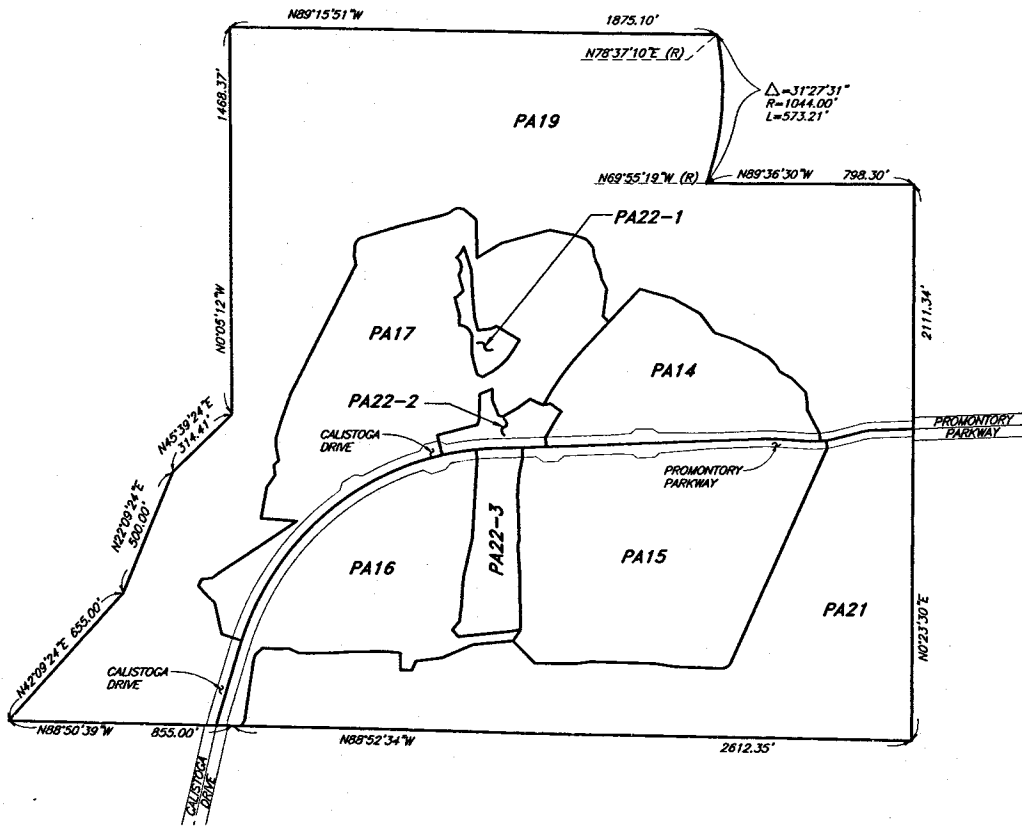 N89°15'51"W
1875.10'
N78°37'10"E (R)
1468.37'
Δ=31°27'31"
R=1044.00'
L=573.21'
PA19
N69°55'19"W (R)
N89°36'30"W
798.30'
PA22-1
2111.34'
N0°05'12"W
PA17
PA14
PA22-2
N45°39'24"E
314.41'
CALISTOGA
DRIVE
PROMONTORY
PARKWAY
PROMONTORY
PARKWAY
N22°09'24"E
500.00'
PA22-3
PA16
PA15
PA21
N0°23'30"E
N42°09'24"E 655.00'
CALISTOGA
DRIVE
N88°50'39"W
855.00'
N88°52'34"W
2612.35'
CALISTOGA
DRIVE